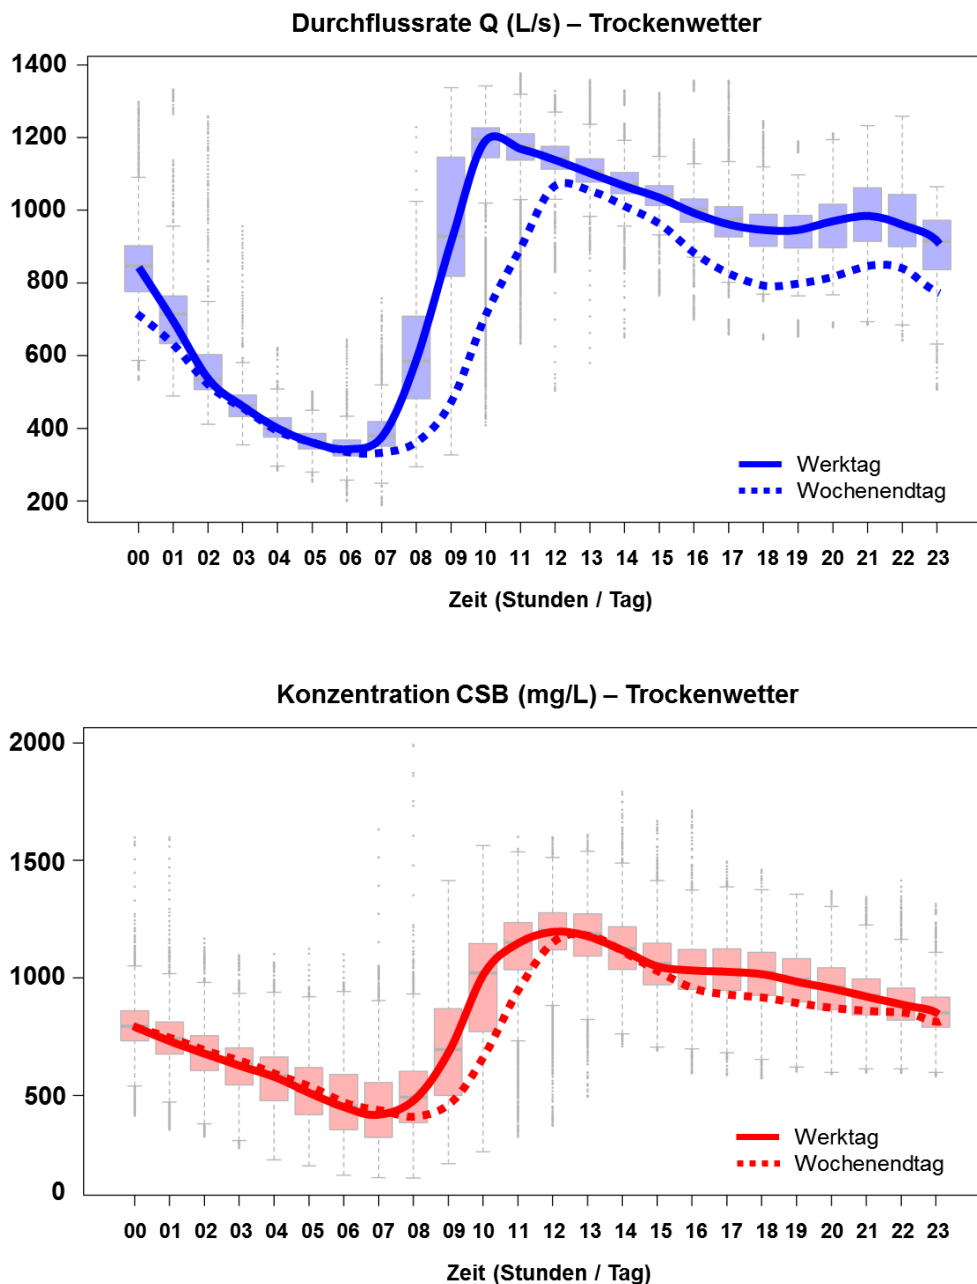 Durchflussrate Q (L/s) – Trockenwetter
1400
1200
1000
800
600
400
200
Werktag
Wochenendtag
00 01 02 03 04 05 06 07 08 09 10 11 12 13 14 15 16 17 18 19 20 21 22 23
Zeit (Stunden / Tag)
Konzentration CSB (mg/L) – Trockenwetter
2000
1500
1000
500
Werktag
Wochenendtag
0
00 01 02 03 04 05 06 07 08 09 10 11 12 13 14 15 16 17 18 19 20 21 22 23
Zeit (Stunden / Tag)